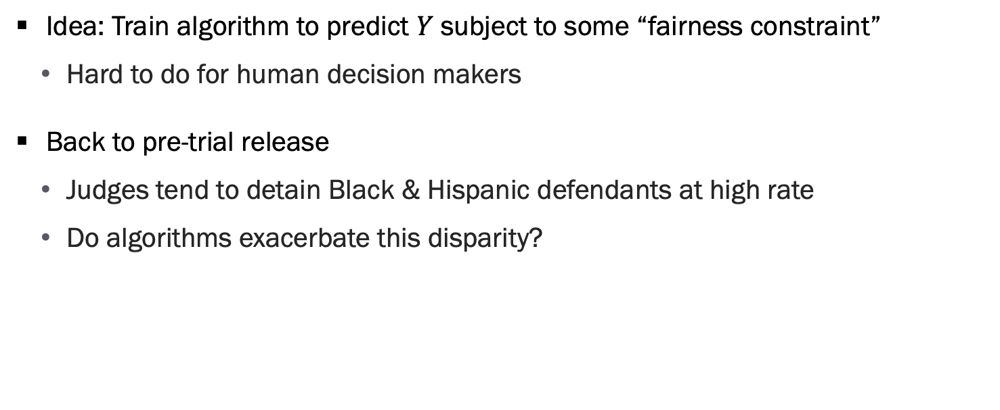 ▪ Idea: Train algorithm to predict Y subject to some “fairness constraint”
• Hard to do for human decision makers
▪ Back to pre-trial release
• Judges tend to detain Black & Hispanic defendants at high rate
• Do algorithms exacerbate this disparity?